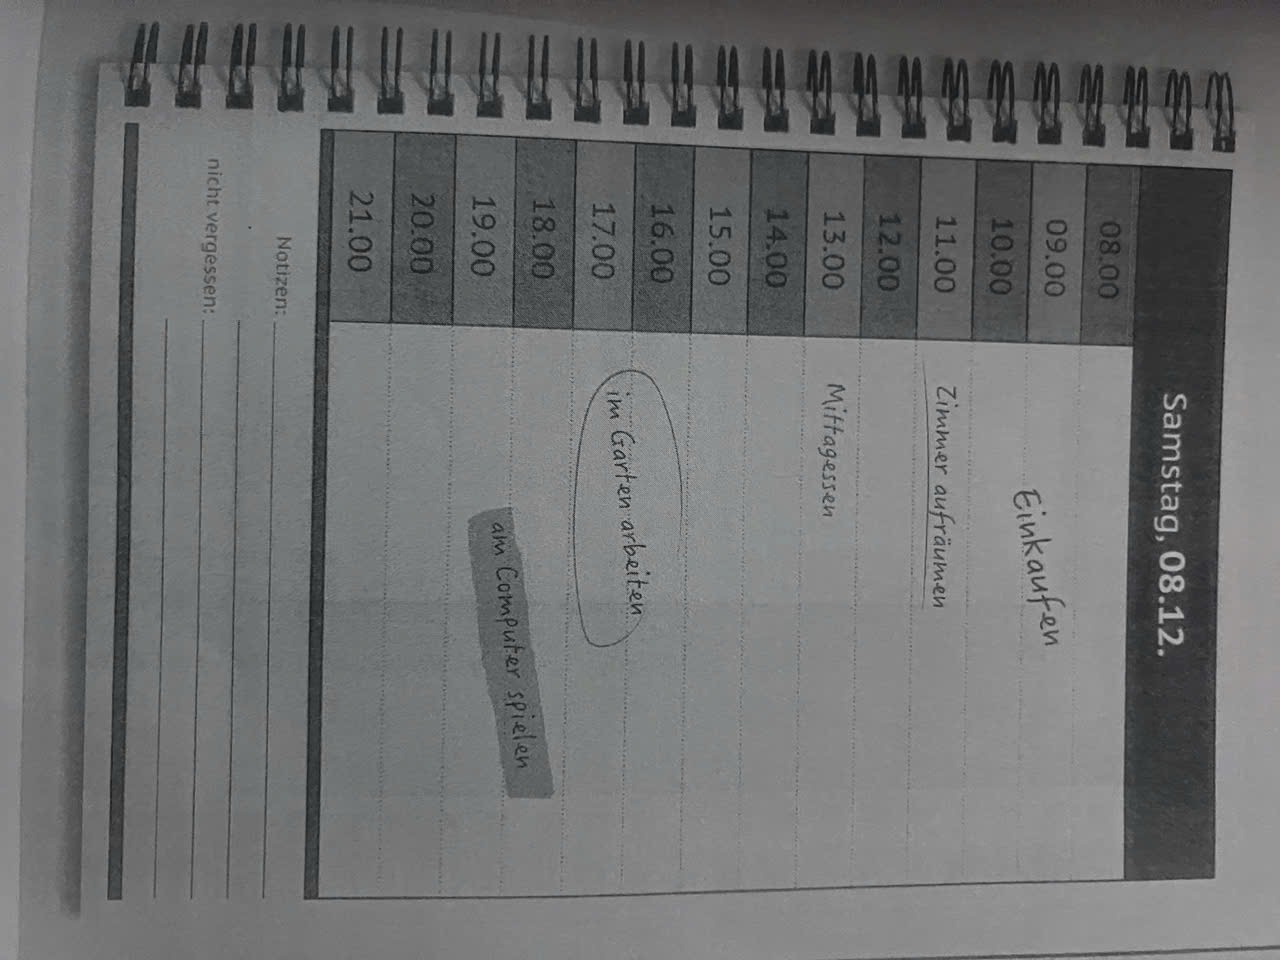 Samstag, 08.12.
08.00
09.00 Einkaufen
10.00
11.00 Zimmer aufräumen
12.00
13.00 Mittagessen
14.00
15.00
16.00
17.00 im Garten arbeiten
18.00
19.00 am Computer spielen
20.00
21.00
Notizen:
nicht vergessen: